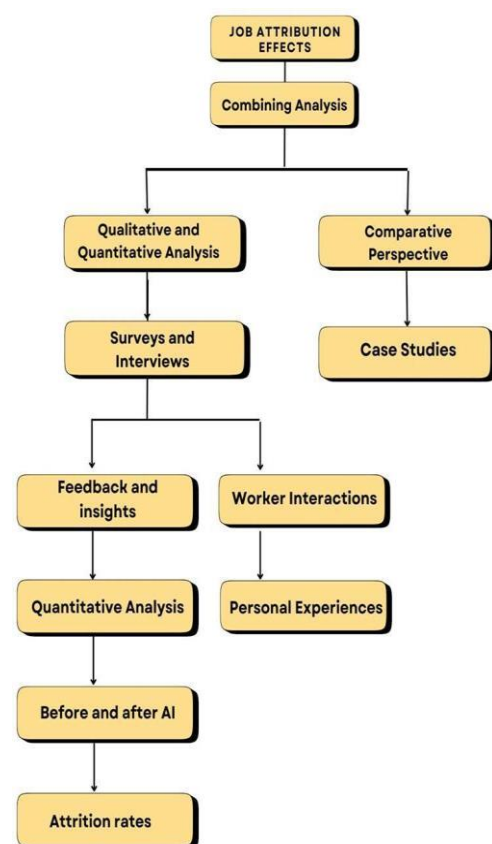 JOB ATTRIBUTION
EFFECTS
Combining Analysis
Qualitative and
Quantitative Analysis
Comparative
Perspective
Surveys and
Interviews
Case Studies
Feedback and
insights
Worker Interactions
Quantitative Analysis
Personal Experiences
Before and after AI
Attrition rates